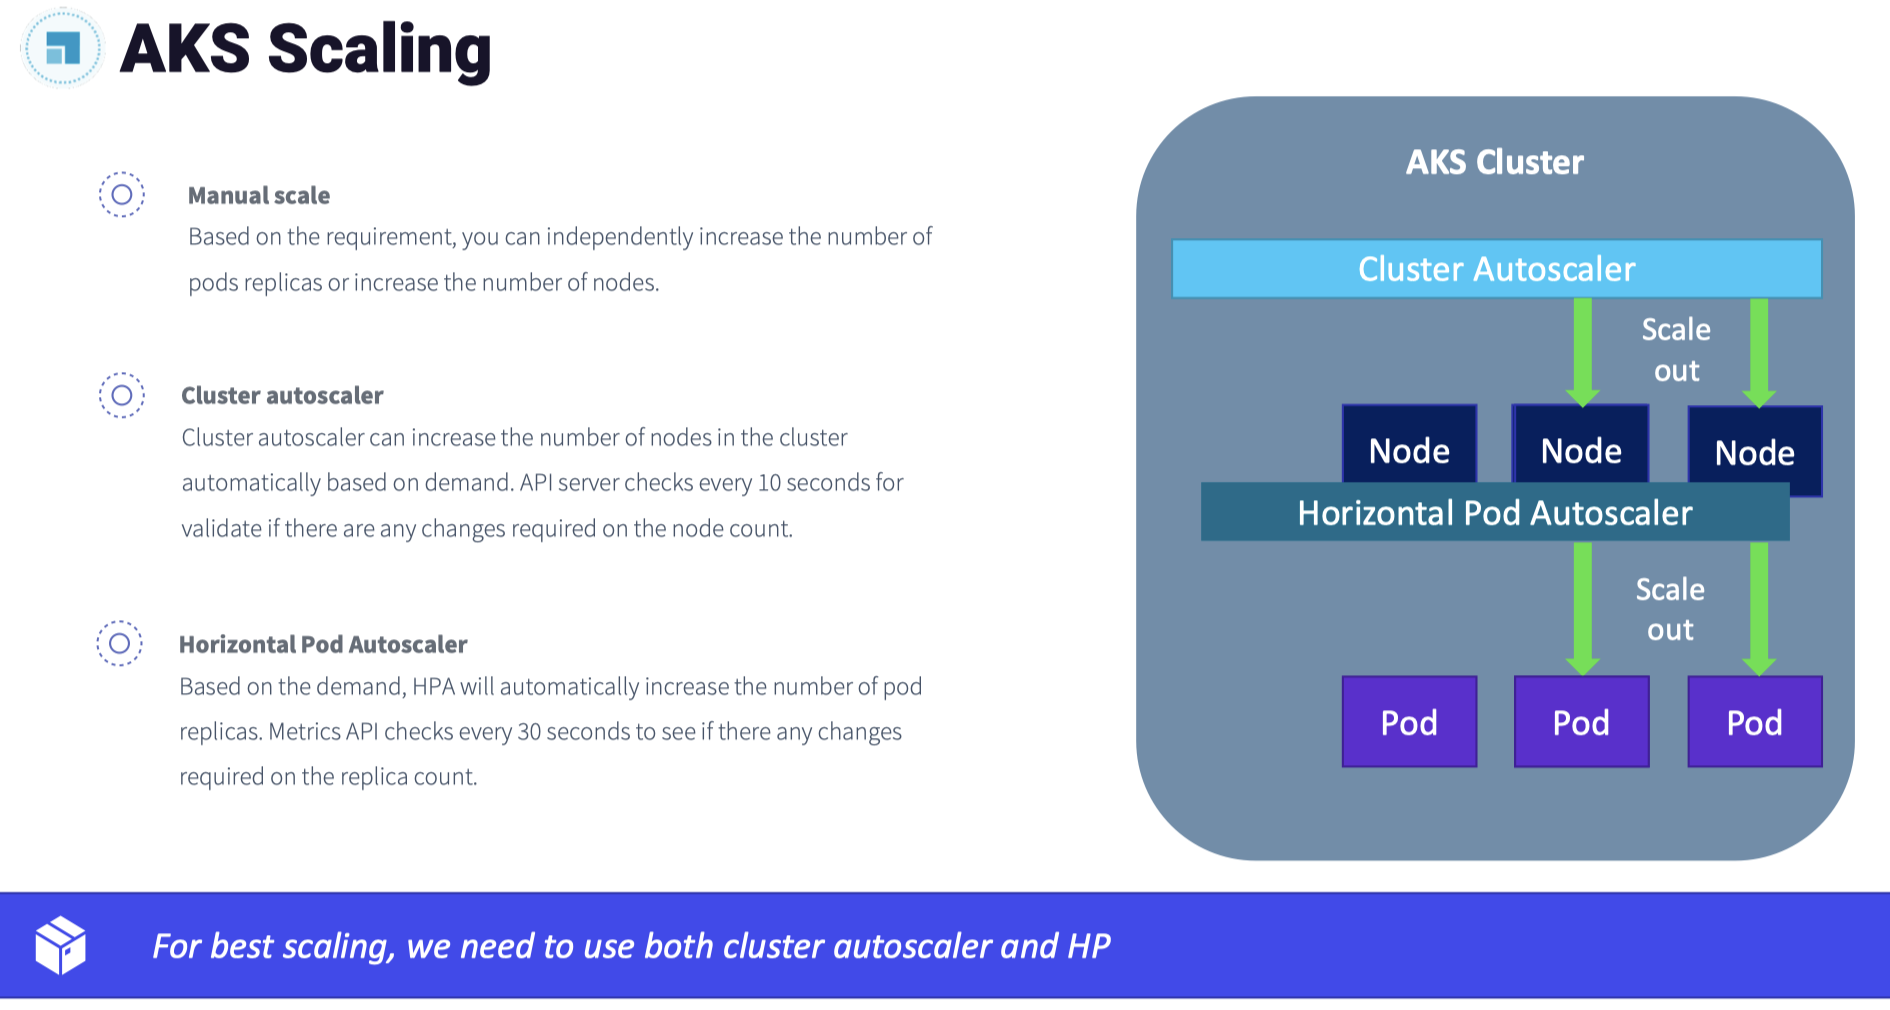 AKS Scaling
Manual scale
Based on the requirement, you can independently increase the number of
pods replicas or increase the number of nodes.
Cluster autoscaler
Cluster autoscaler can increase the number of nodes in the cluster
automatically based on demand. API server checks every 10 seconds for
validate if there are any changes required on the node count.
Horizontal Pod Autoscaler
Based on the demand, HPA will automatically increase the number of pod
replicas. Metrics API checks every 30 seconds to see if there any changes
required on the replica count.
AKS Cluster
Cluster Autoscaler
Scale
out
Node
Node
Node
Horizontal Pod Autoscaler
Scale
out
Pod
Pod
Pod
For best scaling, we need to use both cluster autoscaler and HP